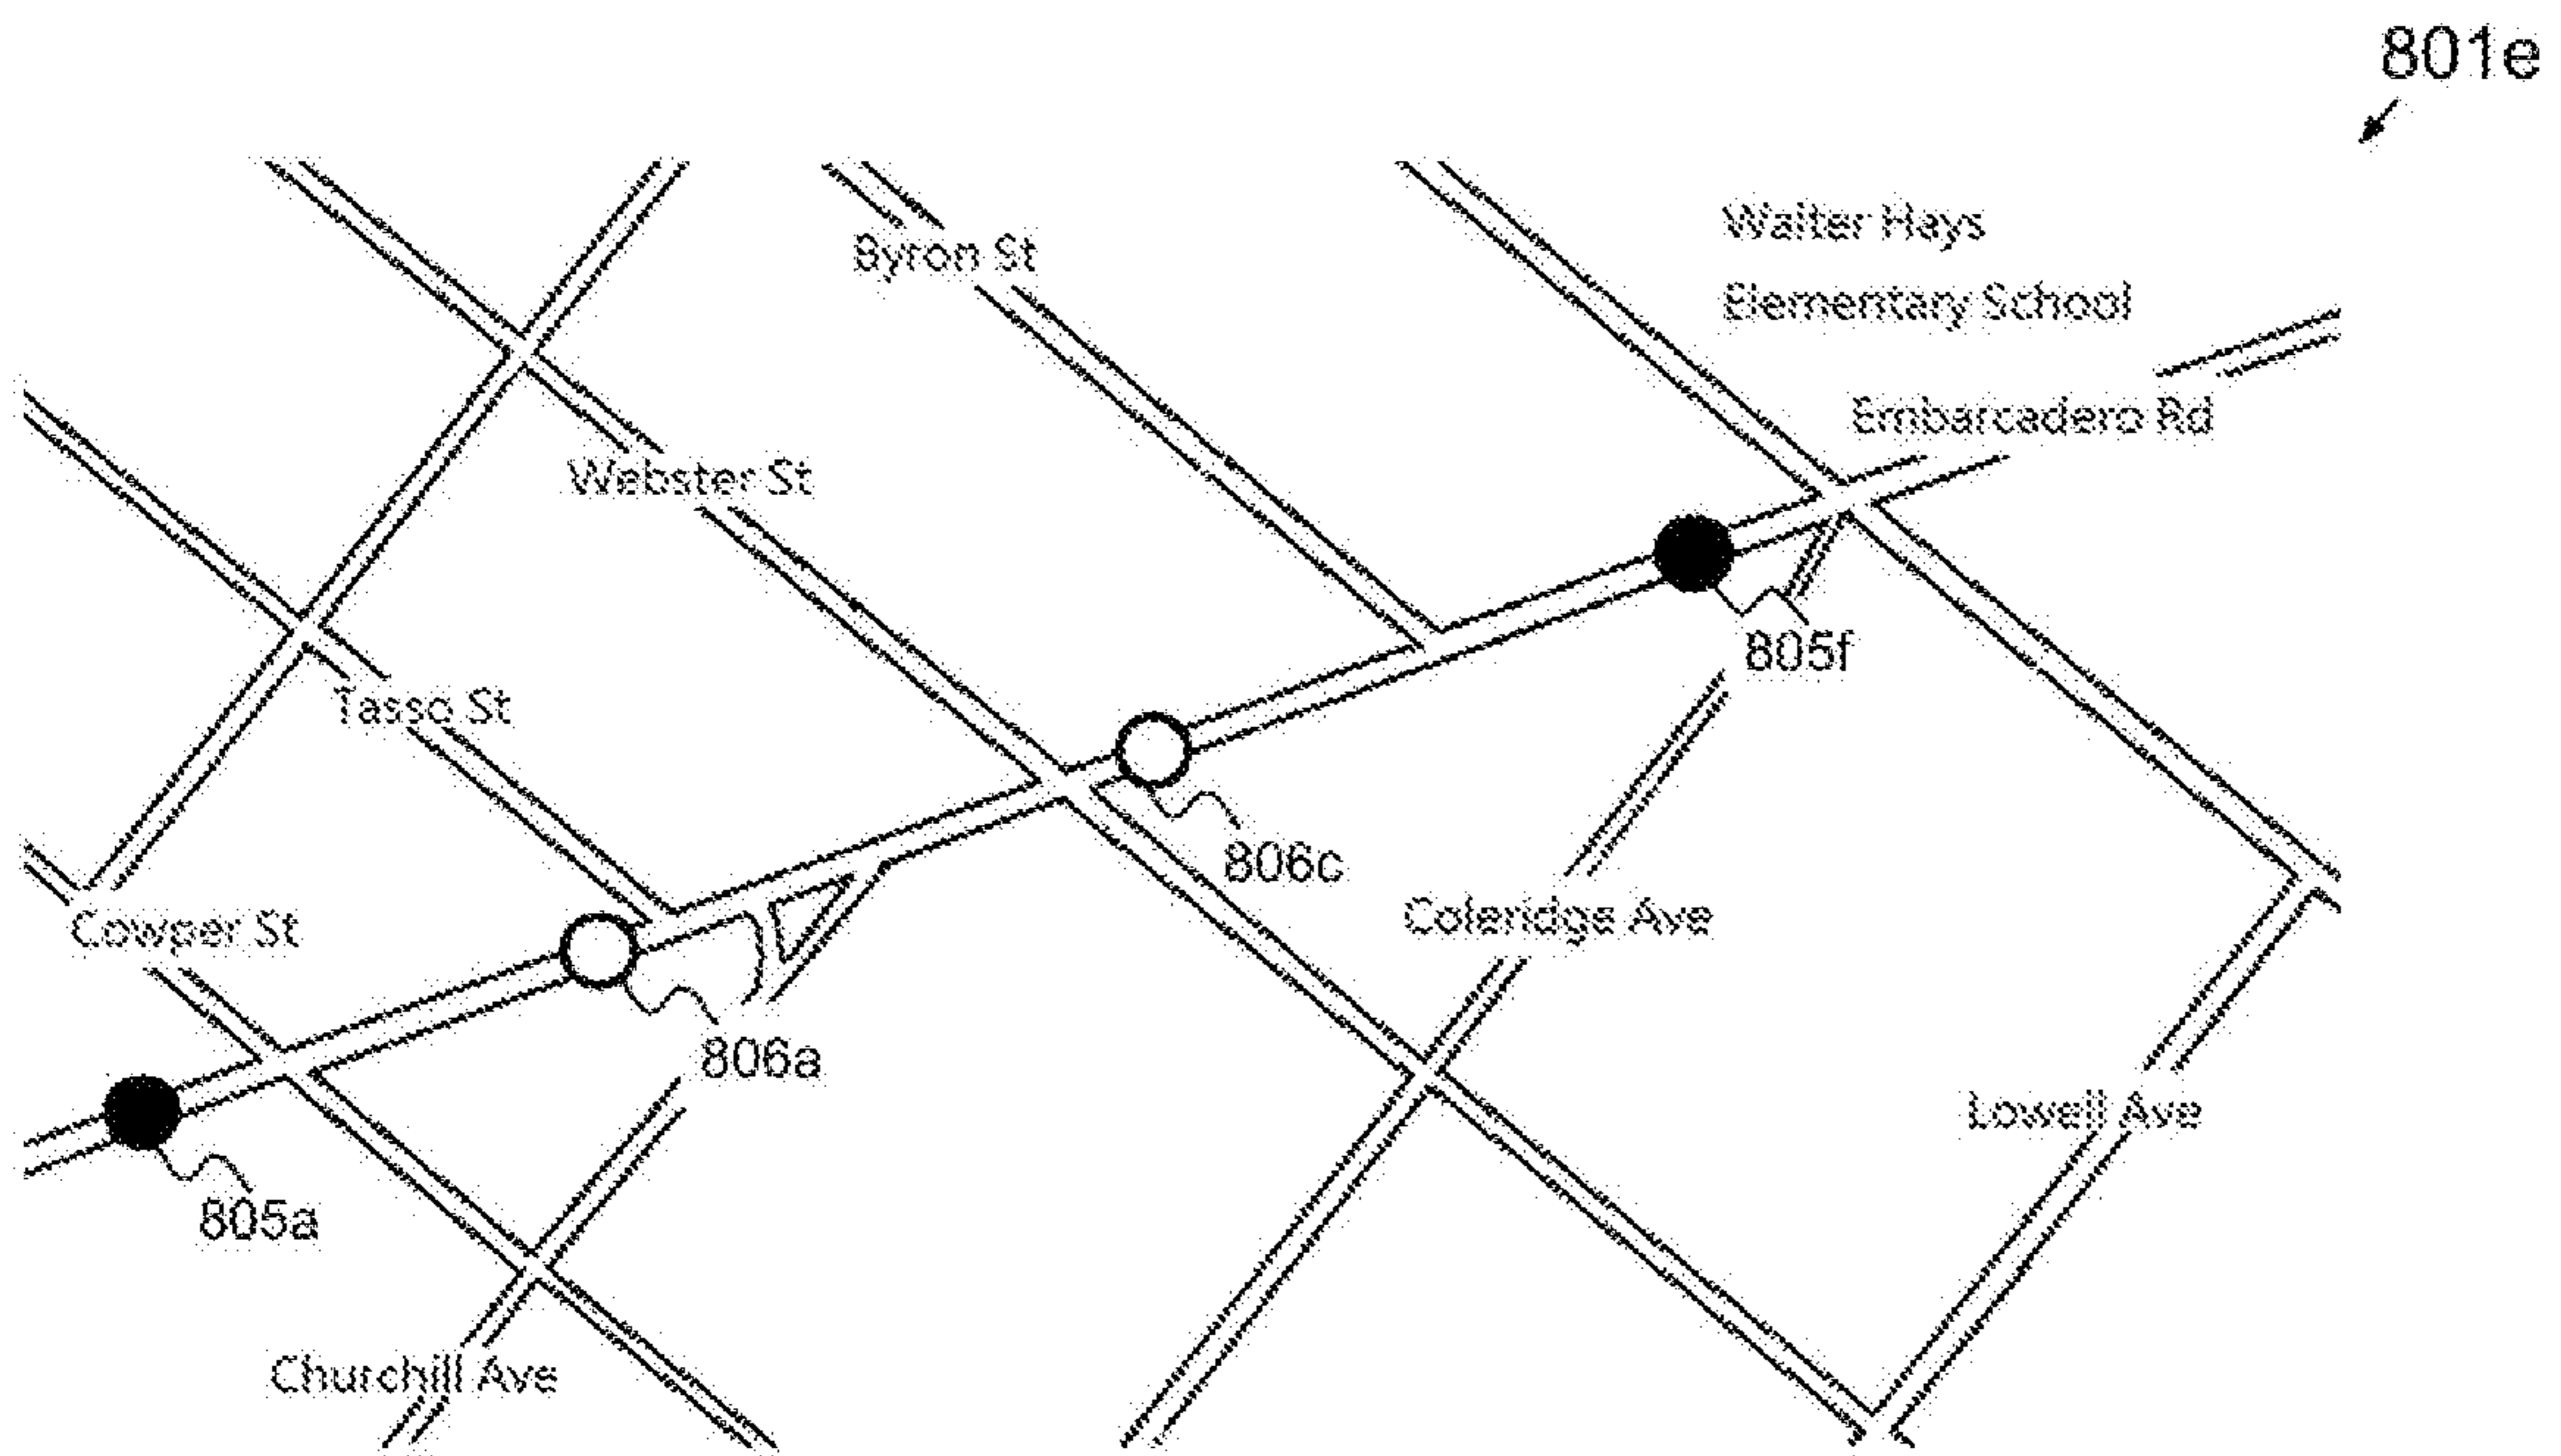 801e
Walter Hays
Byron St
Elementary School
Embarcadero Rd
Webster St
805f
Tasso St
806c
Coleridge Ave
Cowper St
806a
Lowell Ave
805a
Churchill Ave